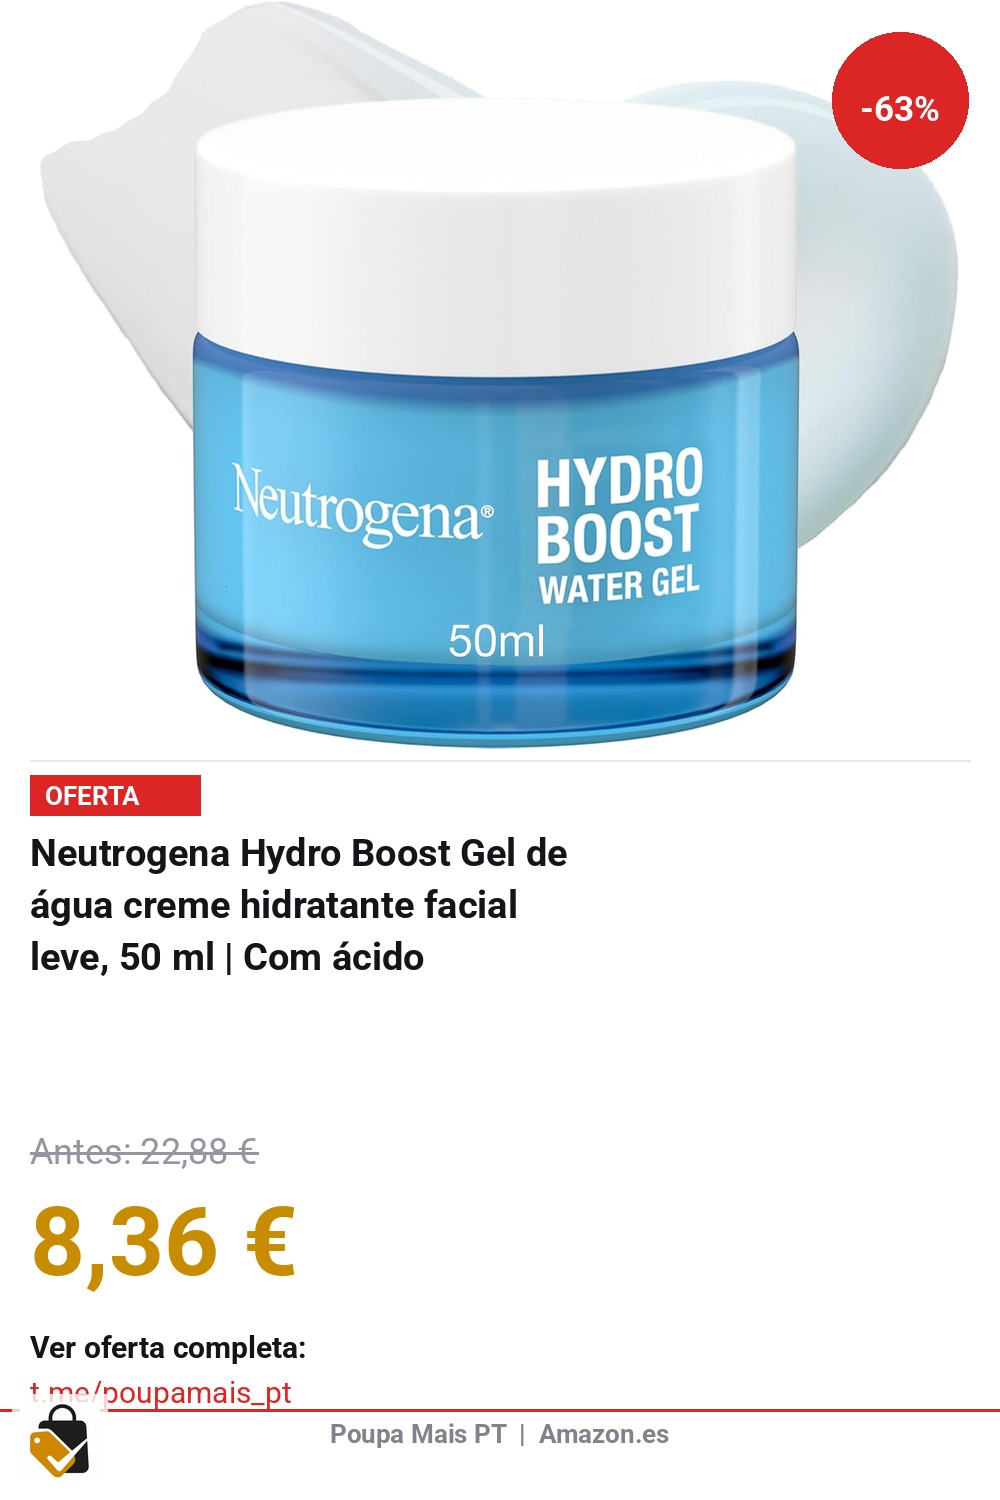 -63%
Neutrogena®
HYDRO
BOOST
WATER GEL
50ml
OFERTA
Neutrogena Hydro Boost Gel de
água creme hidratante facial
leve, 50 ml | Com ácido
Antes: 22,88 €
8,36 €
Ver oferta completa:
t.me/poupamais_pt
Poupa Mais PT | Amazon.es